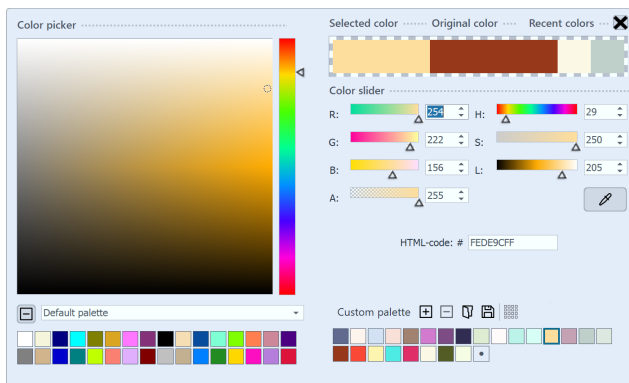 Color picker
Selected color
Original color
Recent colors
Color slider
R: 254 H: 29
G: 222 S: 250
B: 156 L: 205
A: 255
HTML-code: # FEDE9CFF
Default palette
Custom palette